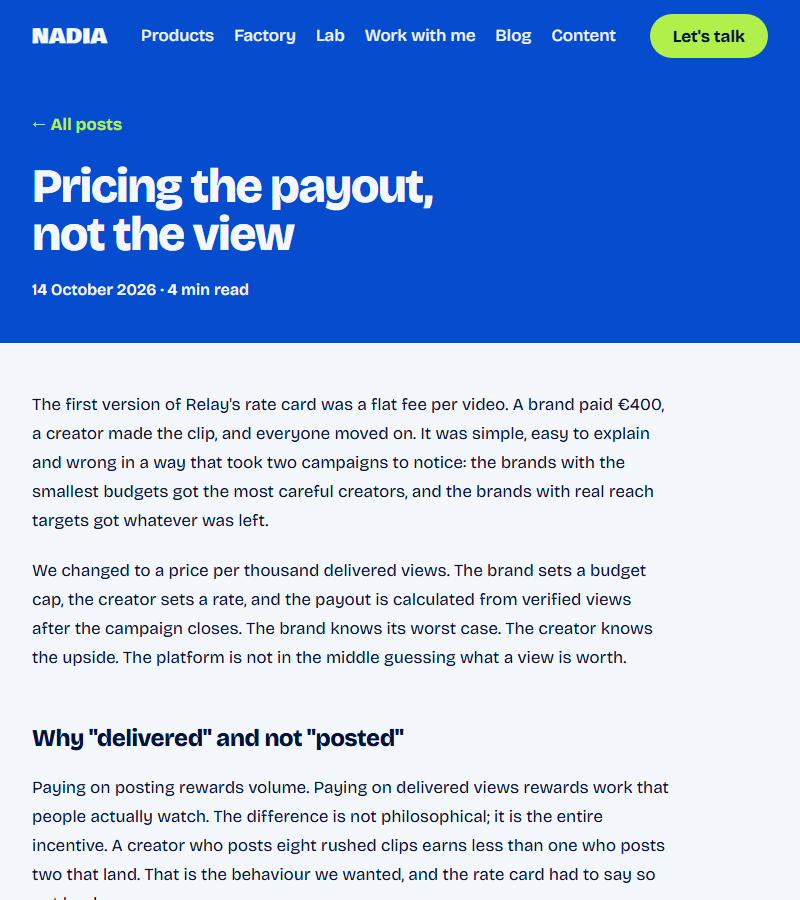 NADIA
Products Factory Lab Work with me Blog Content Let's talk
← All posts
Pricing the payout,
not the view
14 October 2026 · 4 min read
The first version of Relay's rate card was a flat fee per video. A brand paid €400,
a creator made the clip, and everyone moved on. It was simple, easy to explain
and wrong in a way that took two campaigns to notice: the brands with the
smallest budgets got the most careful creators, and the brands with real reach
targets got whatever was left.
We changed to a price per thousand delivered views. The brand sets a budget
cap, the creator sets a rate, and the payout is calculated from verified views
after the campaign closes. The brand knows its worst case. The creator knows
the upside. The platform is not in the middle guessing what a view is worth.
Why "delivered" and not "posted"
Paying on posting rewards volume. Paying on delivered views rewards work that
people actually watch. The difference is not philosophical; it is the entire
incentive. A creator who posts eight rushed clips earns less than one who posts
two that land. That is the behaviour we wanted, and the rate card had to say so